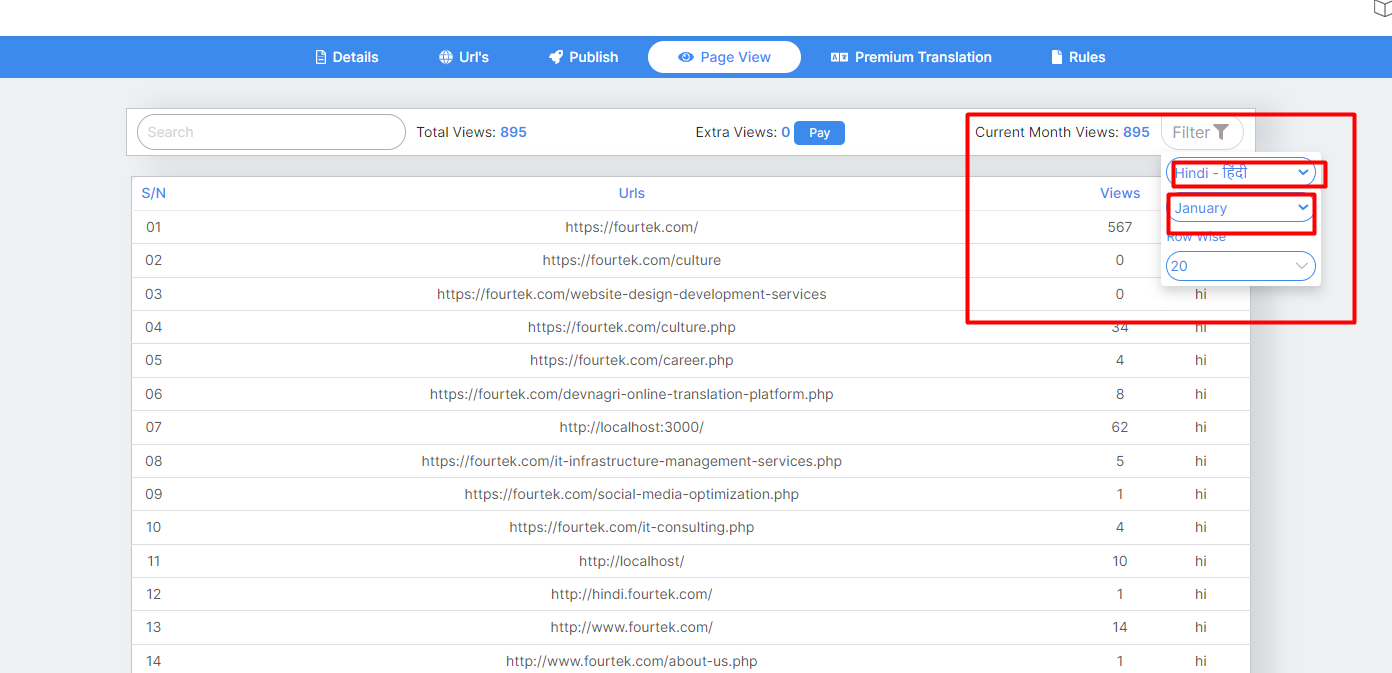 Details Url's Publish Page View Premium Translation Rules
Search Total Views: 895 Extra Views: 0 Pay Current Month Views: 895 Filter
Hindi - हिंदी
January
Row Wise
20
S/N Urls Views
01 https://fourtek.com/ 567
02 https://fourtek.com/culture 0
03 https://fourtek.com/website-design-development-services 0 hi
04 https://fourtek.com/culture.php 34 hi
05 https://fourtek.com/career.php 4 hi
06 https://fourtek.com/devnagri-online-translation-platform.php 8 hi
07 http://localhost:3000/ 62 hi
08 https://fourtek.com/it-infrastructure-management-services.php 5 hi
09 https://fourtek.com/social-media-optimization.php 1 hi
10 https://fourtek.com/it-consulting.php 4 hi
11 http://localhost/ 10 hi
12 http://hindi.fourtek.com/ 1 hi
13 http://www.fourtek.com/ 14 hi
14 http://www.fourtek.com/about-us.php 1 hi